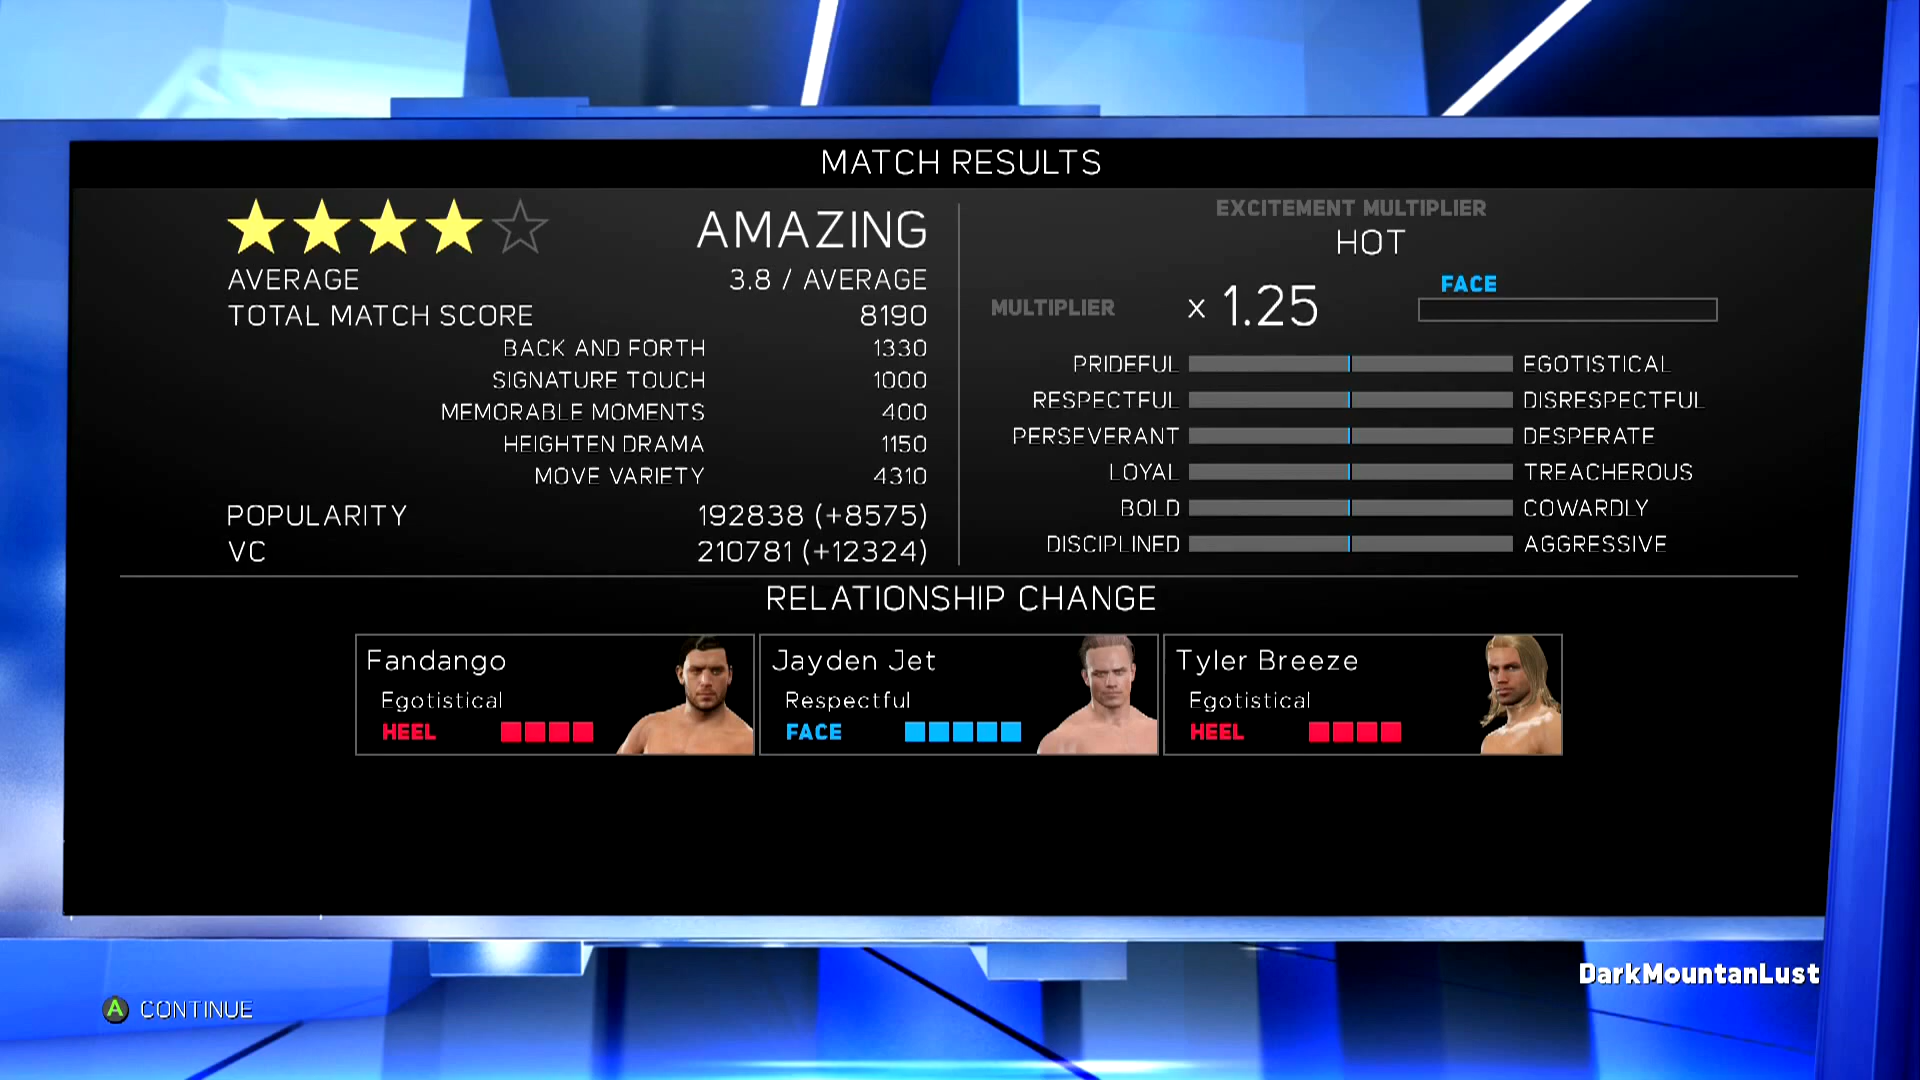 MATCH RESULTS
AMAZING
AVERAGE 3.8 / AVERAGE
TOTAL MATCH SCORE 8190
BACK AND FORTH 1330
SIGNATURE TOUCH 1000
MEMORABLE MOMENTS 400
HEIGHTEN DRAMA 1150
MOVE VARIETY 4310
POPULARITY 192838 (+8575)
VC 210781 (+12324)
EXCITEMENT MULTIPLIER
HOT
MULTIPLIER x 1.25
FACE
PRIDEFUL EGOTISTICAL
RESPECTFUL DISRESPECTFUL
PERSEVERANT DESPERATE
LOYAL TREACHEROUS
BOLD COWARDLY
DISCIPLINED AGGRESSIVE
RELATIONSHIP CHANGE
Fandango
Egotistical
HEEL
Jayden Jet
Respectful
FACE
Tyler Breeze
Egotistical
HEEL
DarkMountanLust
A CONTINUE